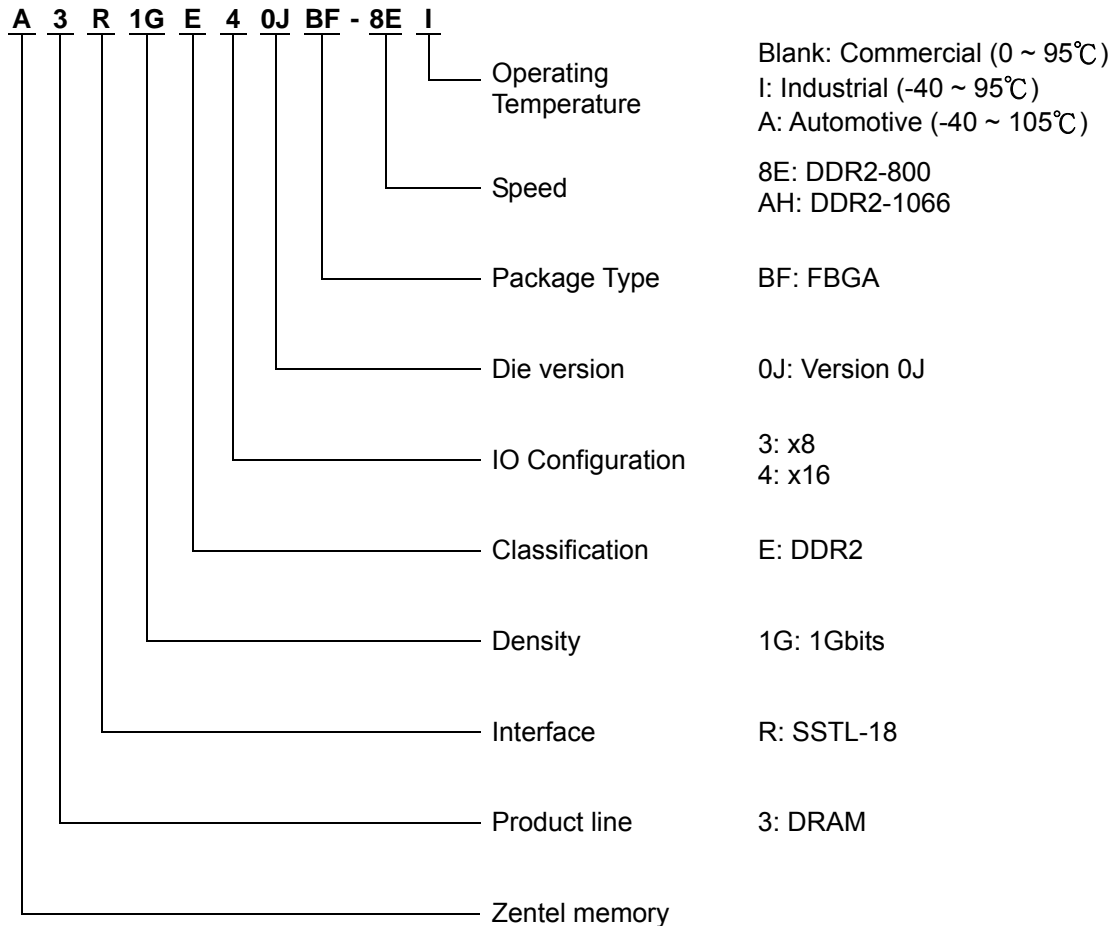 A 3 R 1G E 4 0J BF - 8E I
Operating
Temperature
Blank: Commercial (0 ~ 95℃)
I: Industrial (-40 ~ 95℃)
A: Automotive (-40 ~ 105℃)
Speed
8E: DDR2-800
AH: DDR2-1066
Package Type
BF: FBGA
Die version
0J: Version 0J
IO Configuration
3: x8
4: x16
Classification
E: DDR2
Density
1G: 1Gbits
Interface
R: SSTL-18
Product line
3: DRAM
Zentel memory